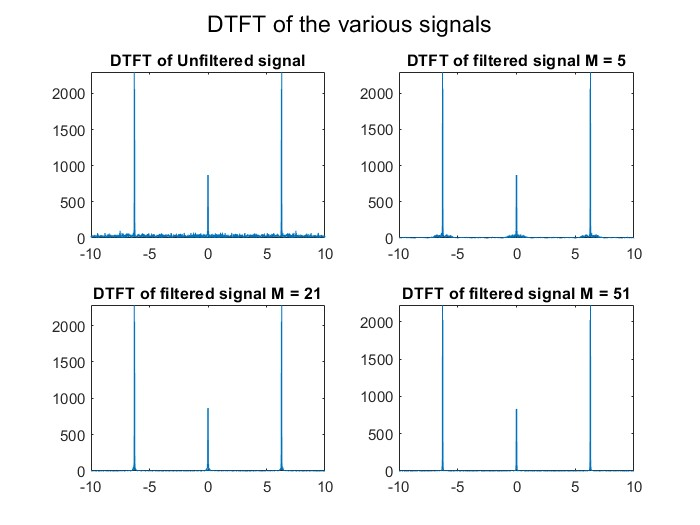 DTFT of the various signals
DTFT of Unfiltered signal
2000
1500
1000
500
0
-10 -5 0 5 10
DTFT of filtered signal M = 5
2000
1500
1000
500
0
-10 -5 0 5 10
DTFT of filtered signal M = 21
2000
1500
1000
500
0
-10 -5 0 5 10
DTFT of filtered signal M = 51
2000
1500
1000
500
0
-10 -5 0 5 10